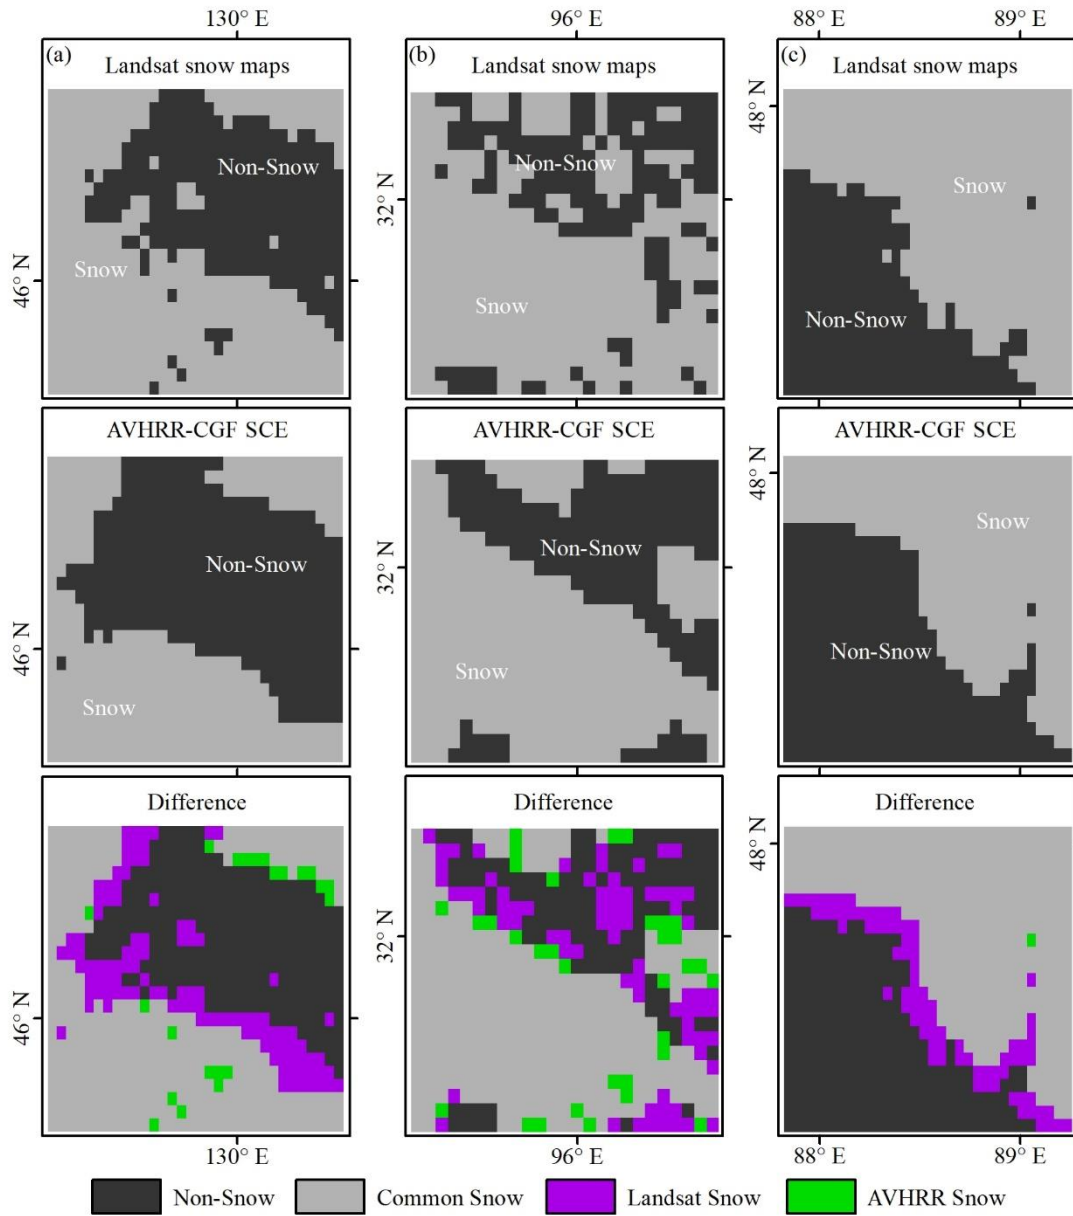 130° E 96° E 88° E 89° E
(a) (b) (c)
Landsat snow maps Landsat snow maps Landsat snow maps
48° N
Non-Snow Non-Snow Snow
32° N
Snow Snow Non-Snow
46° N
AVHRR-CGF SCE AVHRR-CGF SCE AVHRR-CGF SCE
48° N
Snow
Non-Snow Non-Snow
32° N
46° N
Non-Snow
Snow Snow
Difference Difference Difference
48° N
32° N
46° N
130° E 96° E 88° E 89° E
Non-Snow Common Snow Landsat Snow AVHRR Snow